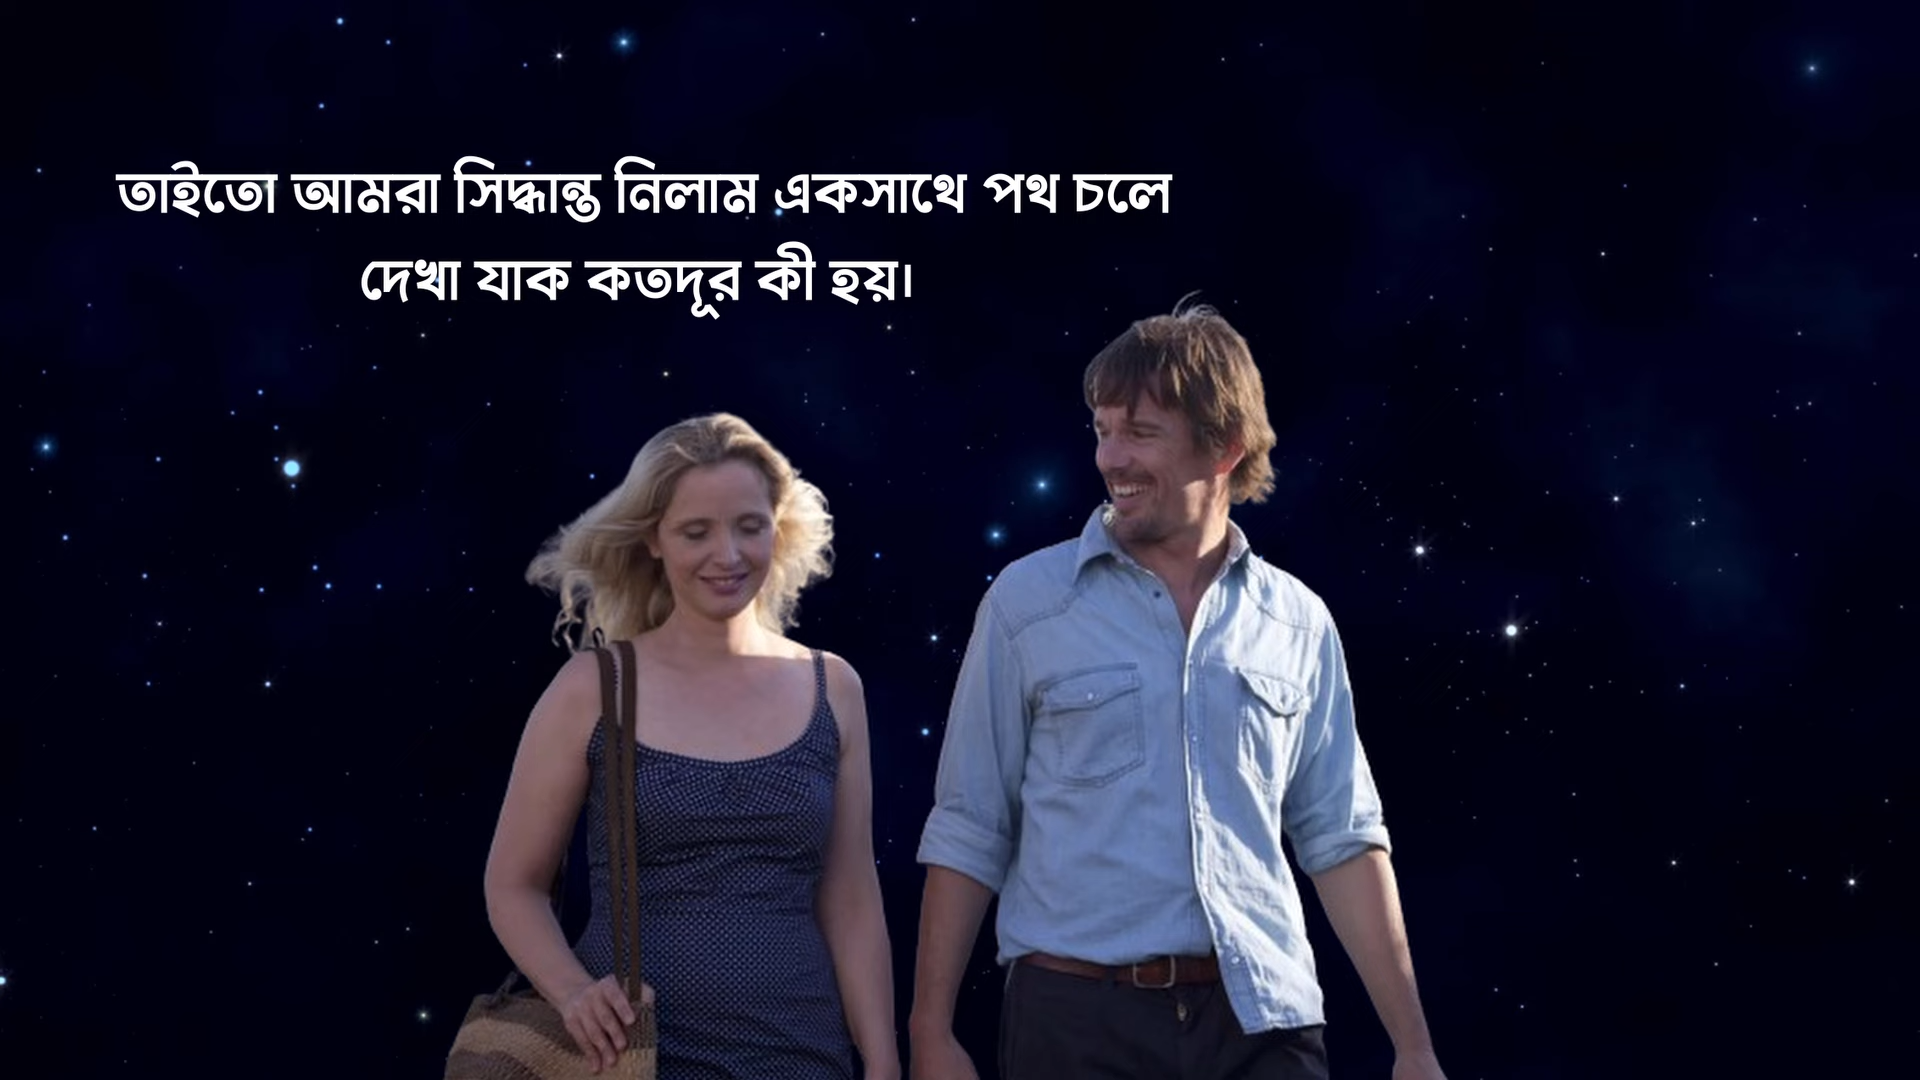 তাইতো আমরা সিদ্ধান্ত নিলাম একসাথে পথ চলে
দেখা যাক কতদূর কী হয়।